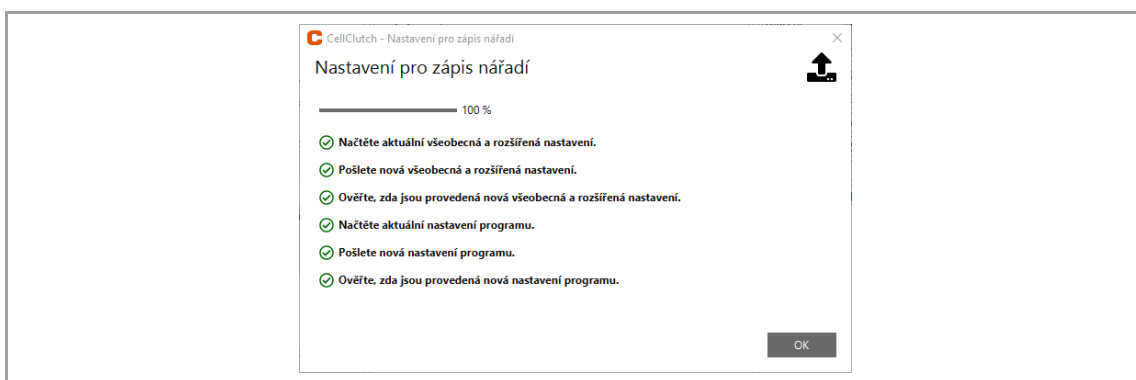 CellClutch - Nastavení pro zápis nářadí
Nastavení pro zápis nářadí
100 %
Načtěte aktuální všeobecná a rozšířená nastavení.
Pošlete nová všeobecná a rozšířená nastavení.
Ověřte, zda jsou provedená nová všeobecná a rozšířená nastavení.
Načtěte aktuální nastavení programu.
Pošlete nová nastavení programu.
Ověřte, zda jsou provedená nová nastavení programu.
OK